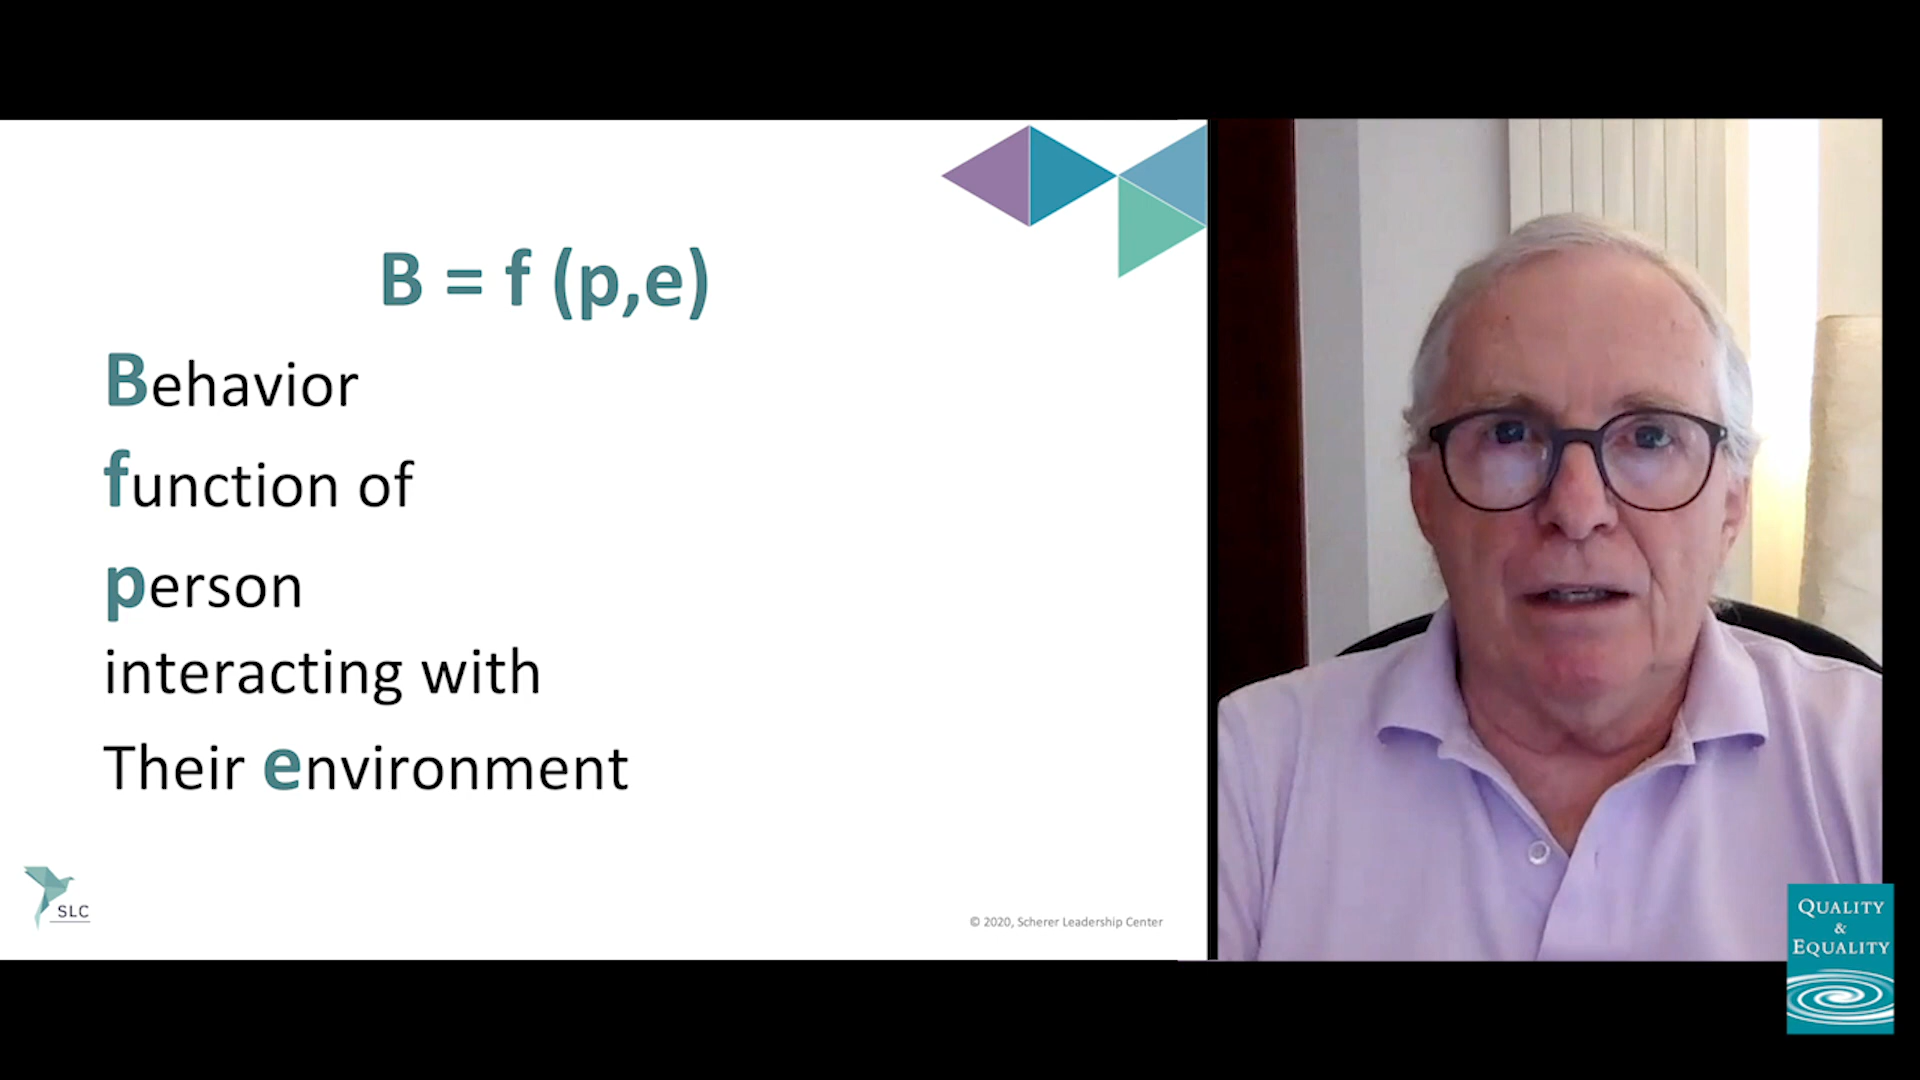 B = f (p,e)
Behavior
function of
person
interacting with
Their environment
SLC
© 2020, Scherer Leadership Center
QUALITY
&
EQUALITY